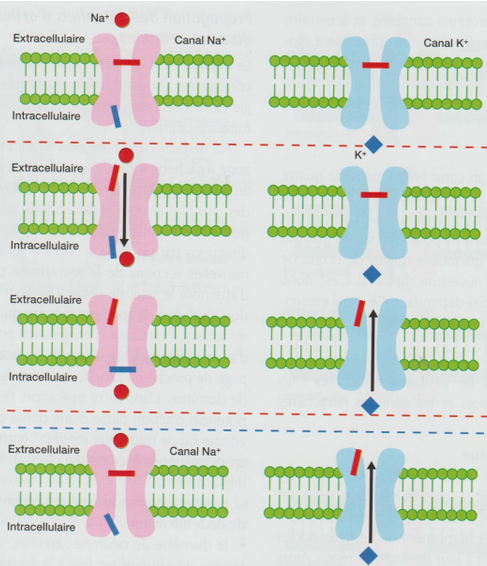 Na⁺
Extracellulaire
Canal Na⁺
Canal K⁺
Intracellulaire
Extracellulaire
K⁺
Intracellulaire
Extracellulaire
Intracellulaire
Extracellulaire
Canal Na⁺
Intracellulaire